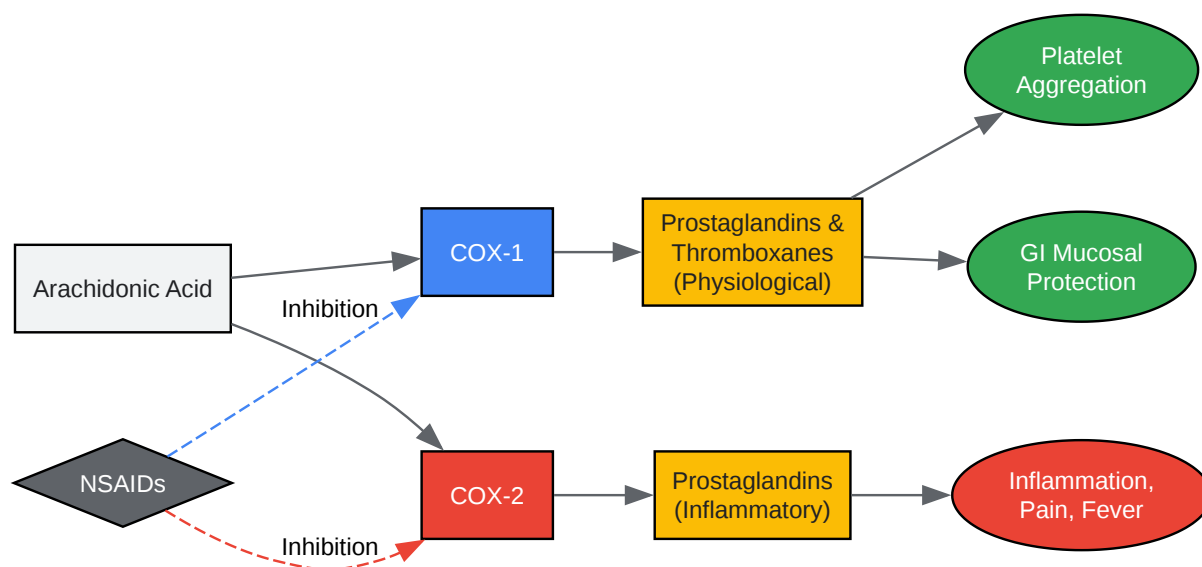 Platelet
Aggregation
COX-1
Prostaglandins &
Thromboxanes
(Physiological)
GI Mucosal
Protection
Arachidonic Acid
Inhibition
NSAIDs
COX-2
Prostaglandins
(Inflammatory)
Inflammation,
Pain, Fever
Inhibition